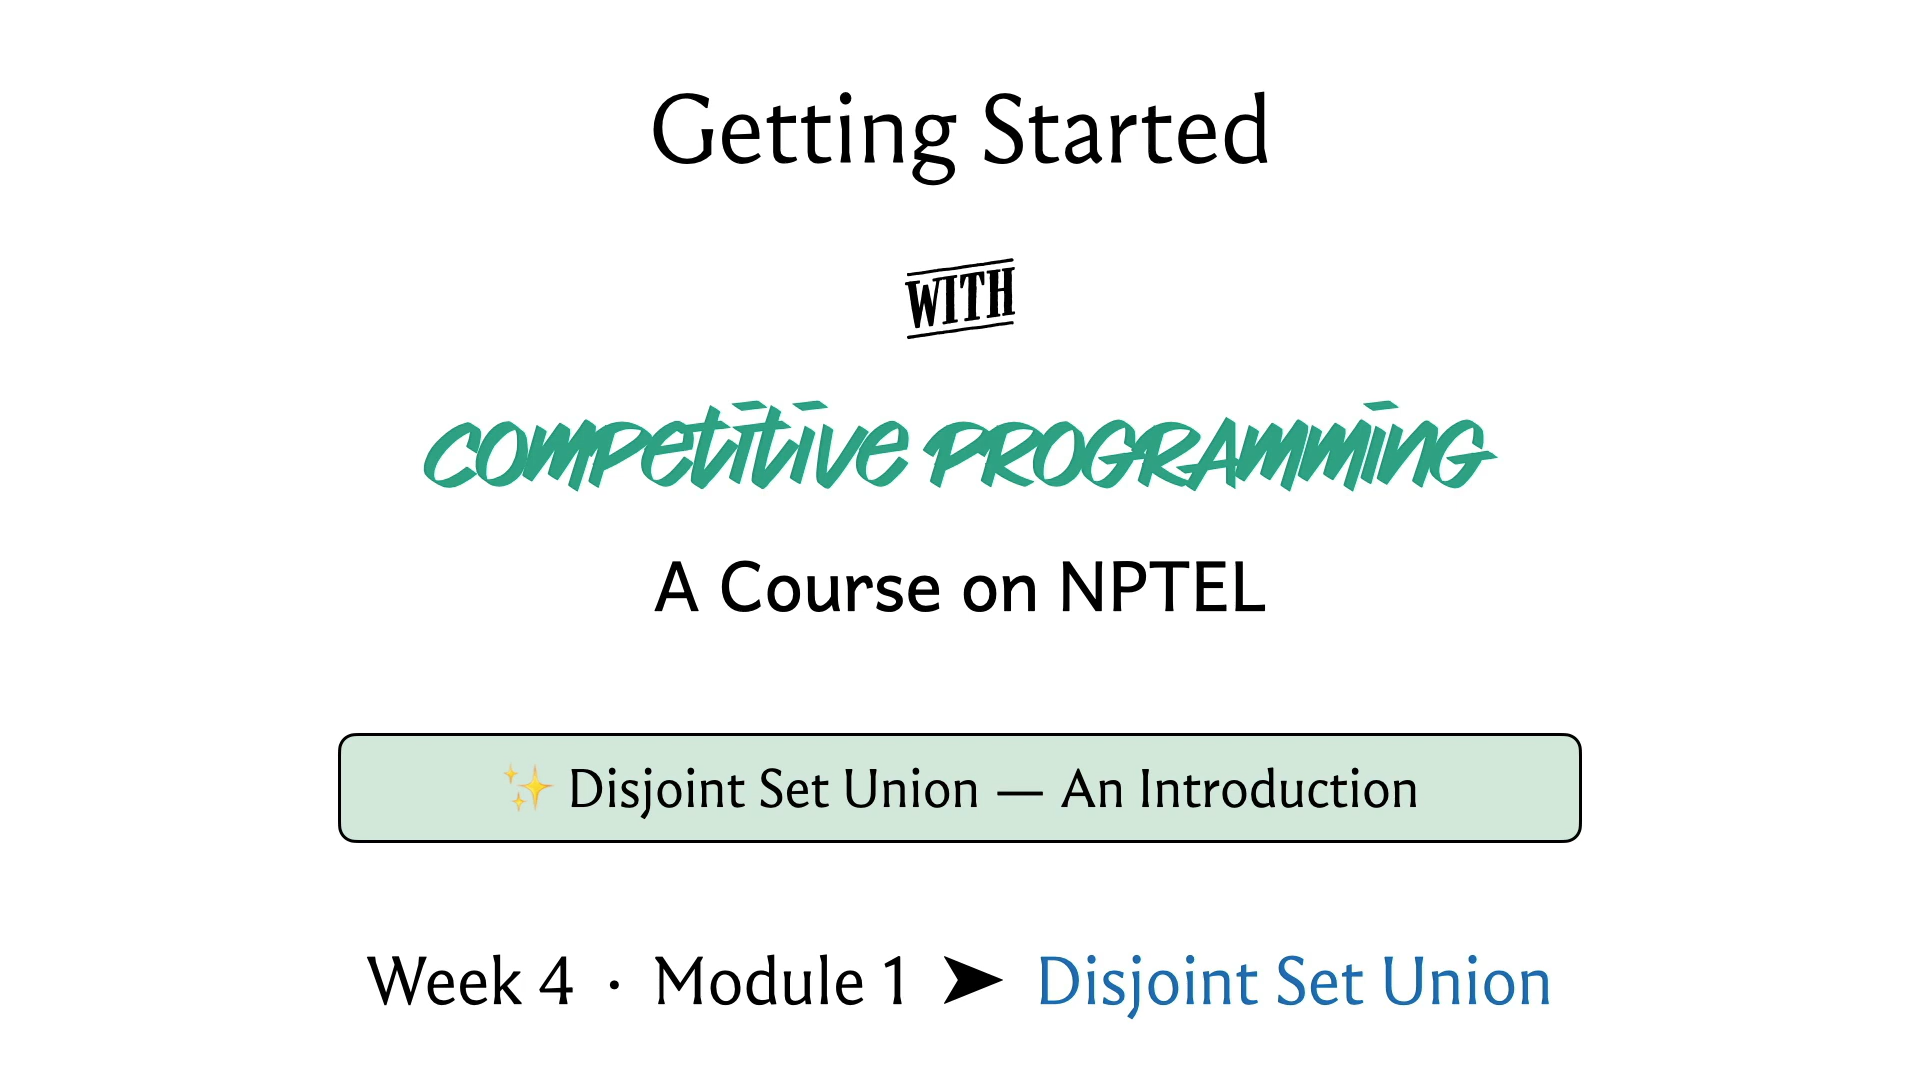 Getting Started
WITH
COMPETITIVE PROGRAMMING
A Course on NPTEL
✨ Disjoint Set Union — An Introduction
Week 4 · Module 1 ➤ Disjoint Set Union